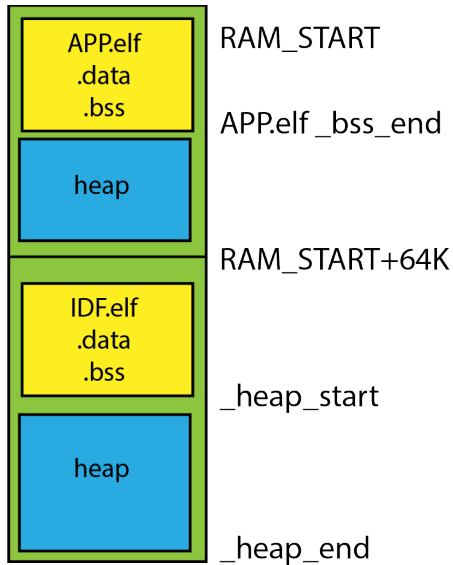 APP.elf
.data
.bss
RAM_START
APP.elf _bss_end
heap
RAM_START+64K
IDF.elf
.data
.bss
_heap_start
heap
_heap_end